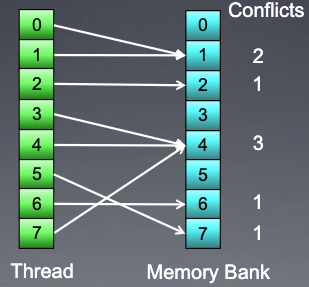 Conflicts
0 0
1 1 2
2 2 1
3 3
4 4 3
5 5
6 6 1
7 7 1
Thread Memory Bank